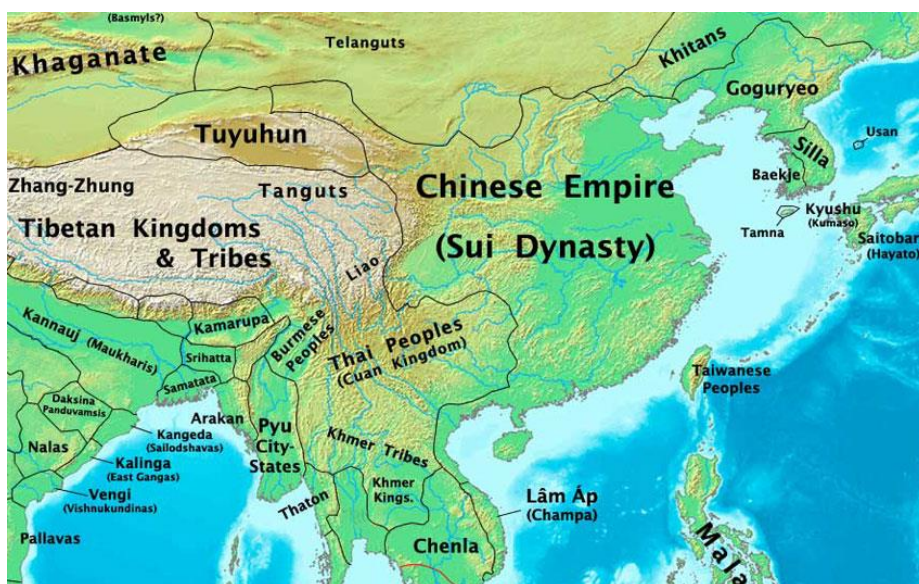 (Basmyls?)
Khaganate
Telanguts
Khitans
Goguryeo
Tuyuhun
Usan
Silla
Baekje
Zhang-Zhung
Tanguts
Chinese Empire
(Sui Dynasty)
Kyushu
(Kumaso)
Tamna
Tibetan Kingdoms
& Tribes
Saitobar
(Hayato)
Liao
Kamarupa
Kannauj (Maukharis)
Burmese
Peoples
Thai Peoples
(Cuan Kingdom)
Srihatta
Samatata
Taiwanese
Peoples
Daksina
Panduvamsis
Arakan
Pyu
City-
States
Kangeda
(Sailodshavas)
Nalas
Khmer Tribes
Kalinga
(East Gangas)
Khmer
Kings.
Vengi
(Vishnukundinas)
Thaton
Lâm Áp
(Champa)
Pallavas
Chenla
Mala